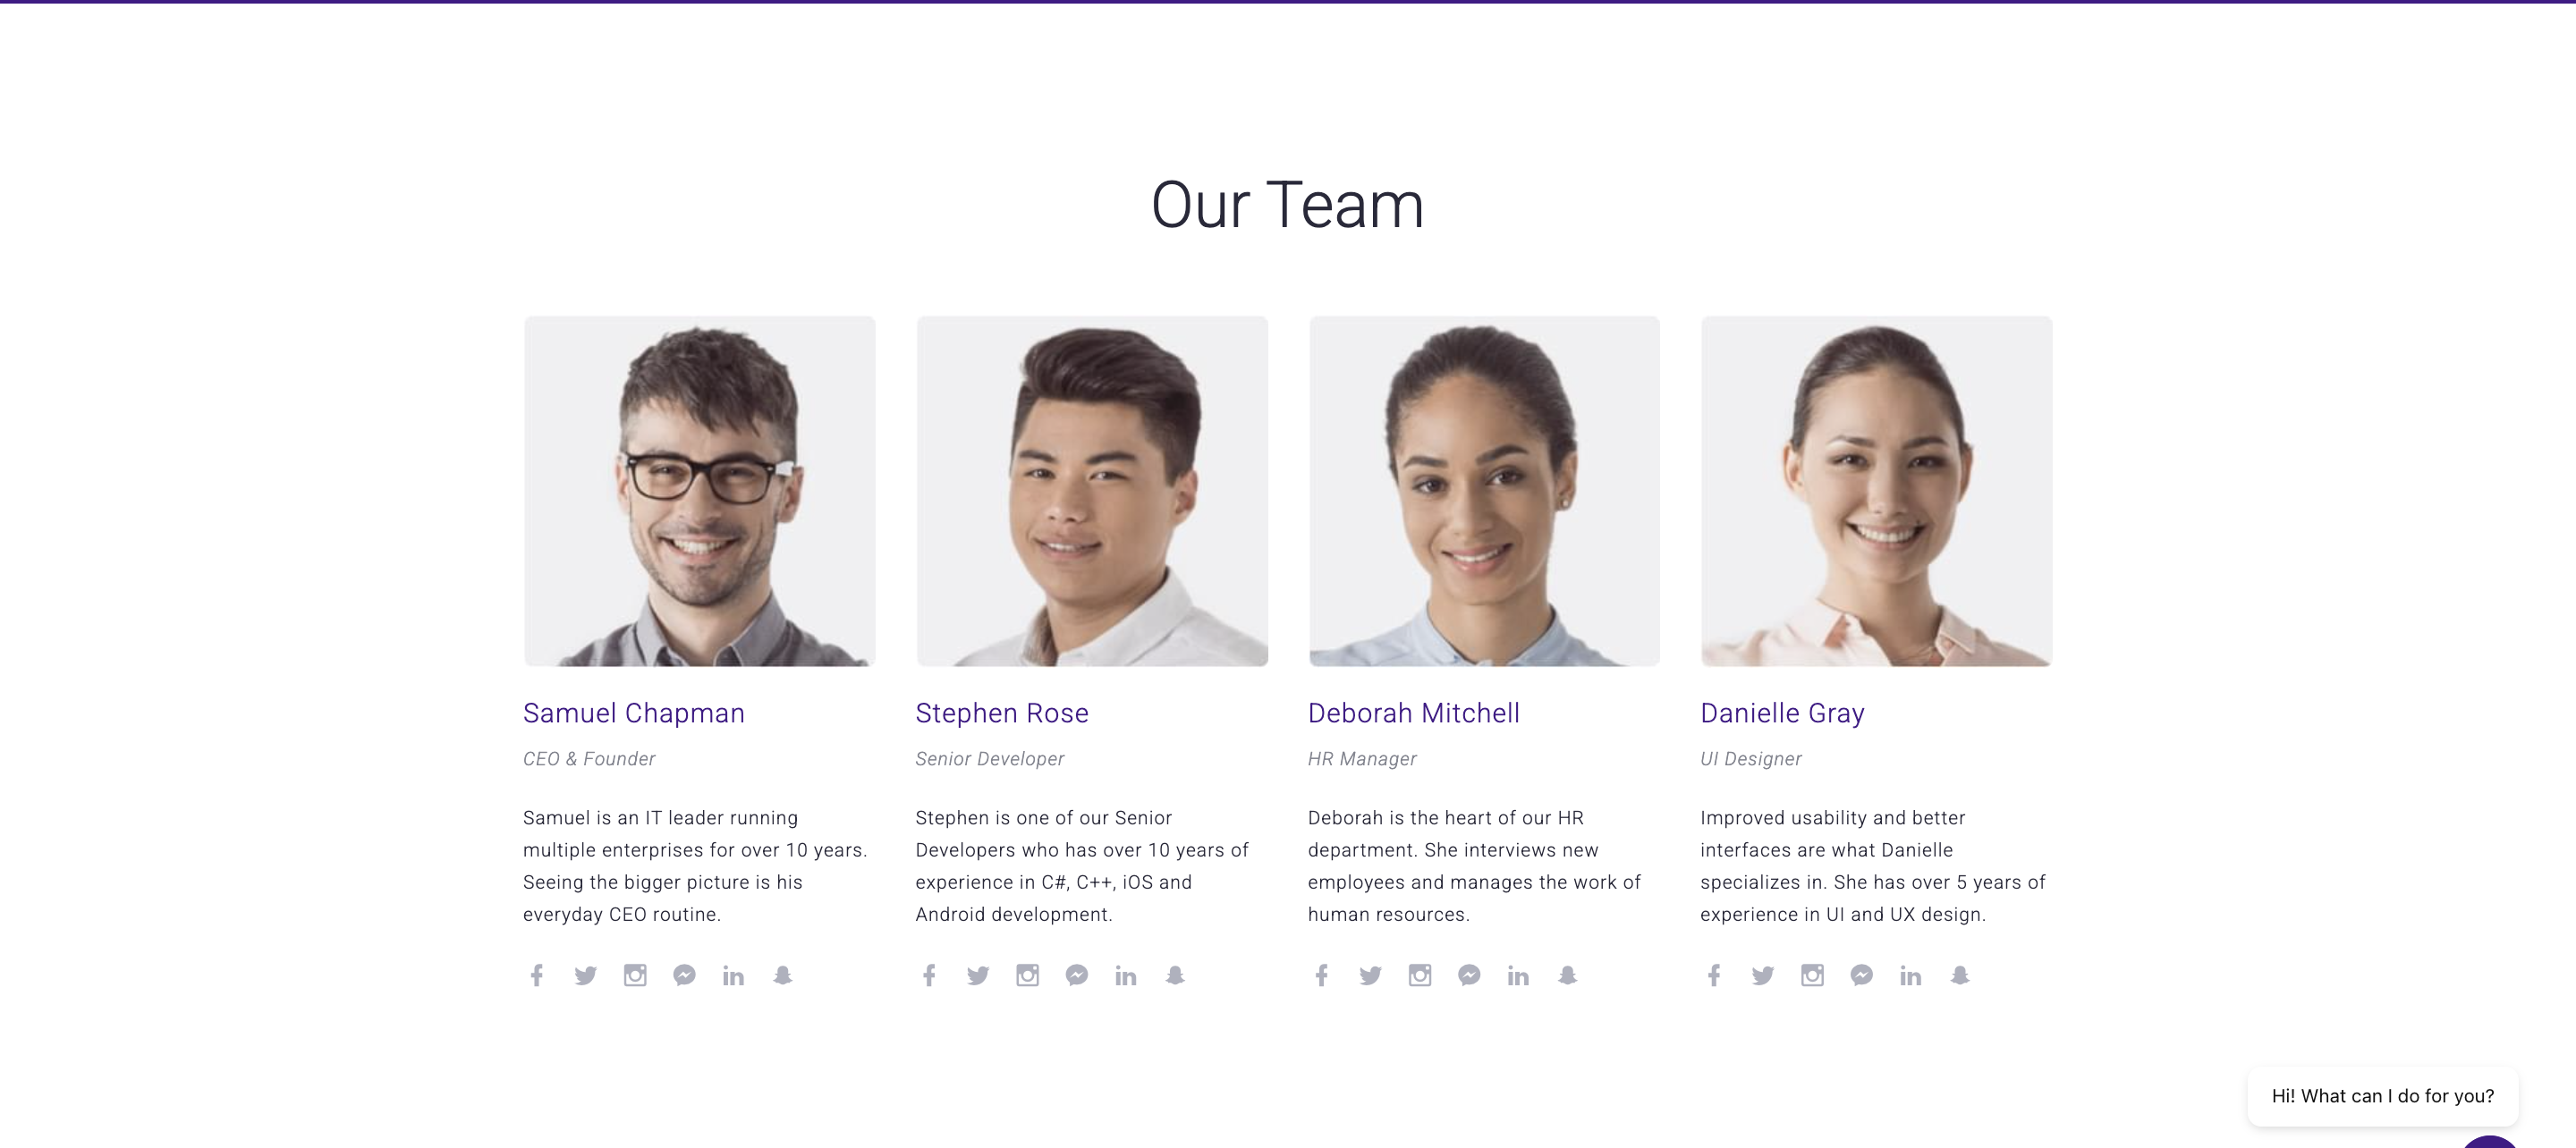 Our Team
Samuel Chapman
CEO & Founder
Samuel is an IT leader running
multiple enterprises for over 10 years.
Seeing the bigger picture is his
everyday CEO routine.
Stephen Rose
Senior Developer
Stephen is one of our Senior
Developers who has over 10 years of
experience in C#, C++, iOS and
Android development.
Deborah Mitchell
HR Manager
Deborah is the heart of our HR
department. She interviews new
employees and manages the work of
human resources.
Danielle Gray
UI Designer
Improved usability and better
interfaces are what Danielle
specializes in. She has over 5 years of
experience in UI and UX design.
Hi! What can I do for you?